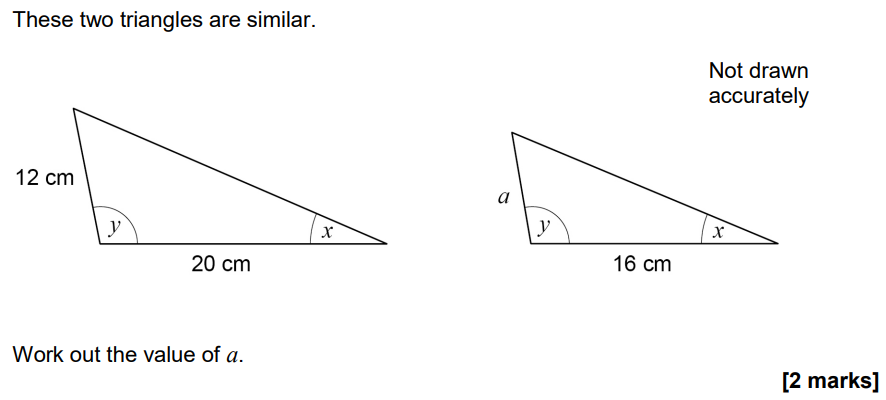 These two triangles are similar.
Not drawn
accurately
12 cm
y
x
20 cm
a
y
x
16 cm
Work out the value of a.
[2 marks]